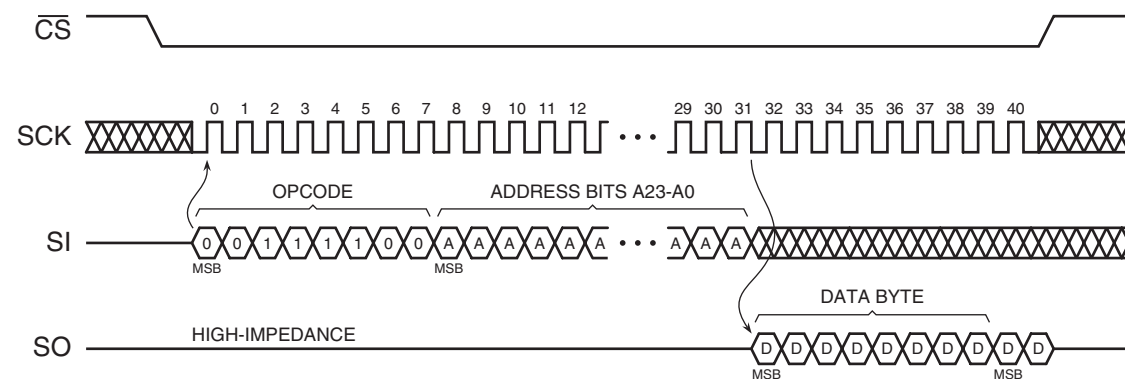 CS
0 1 2 3 4 5 6 7 8 9 10 11 12 29 30 31 32 33 34 35 36 37 38 39 40
SCK
OPCODE ADDRESS BITS A23-A0
SI 0 0 1 1 1 1 0 0 A A A A A A A A A
MSB MSB
DATA BYTE
HIGH-IMPEDANCE
SO D D D D D D D D D D
MSB MSB